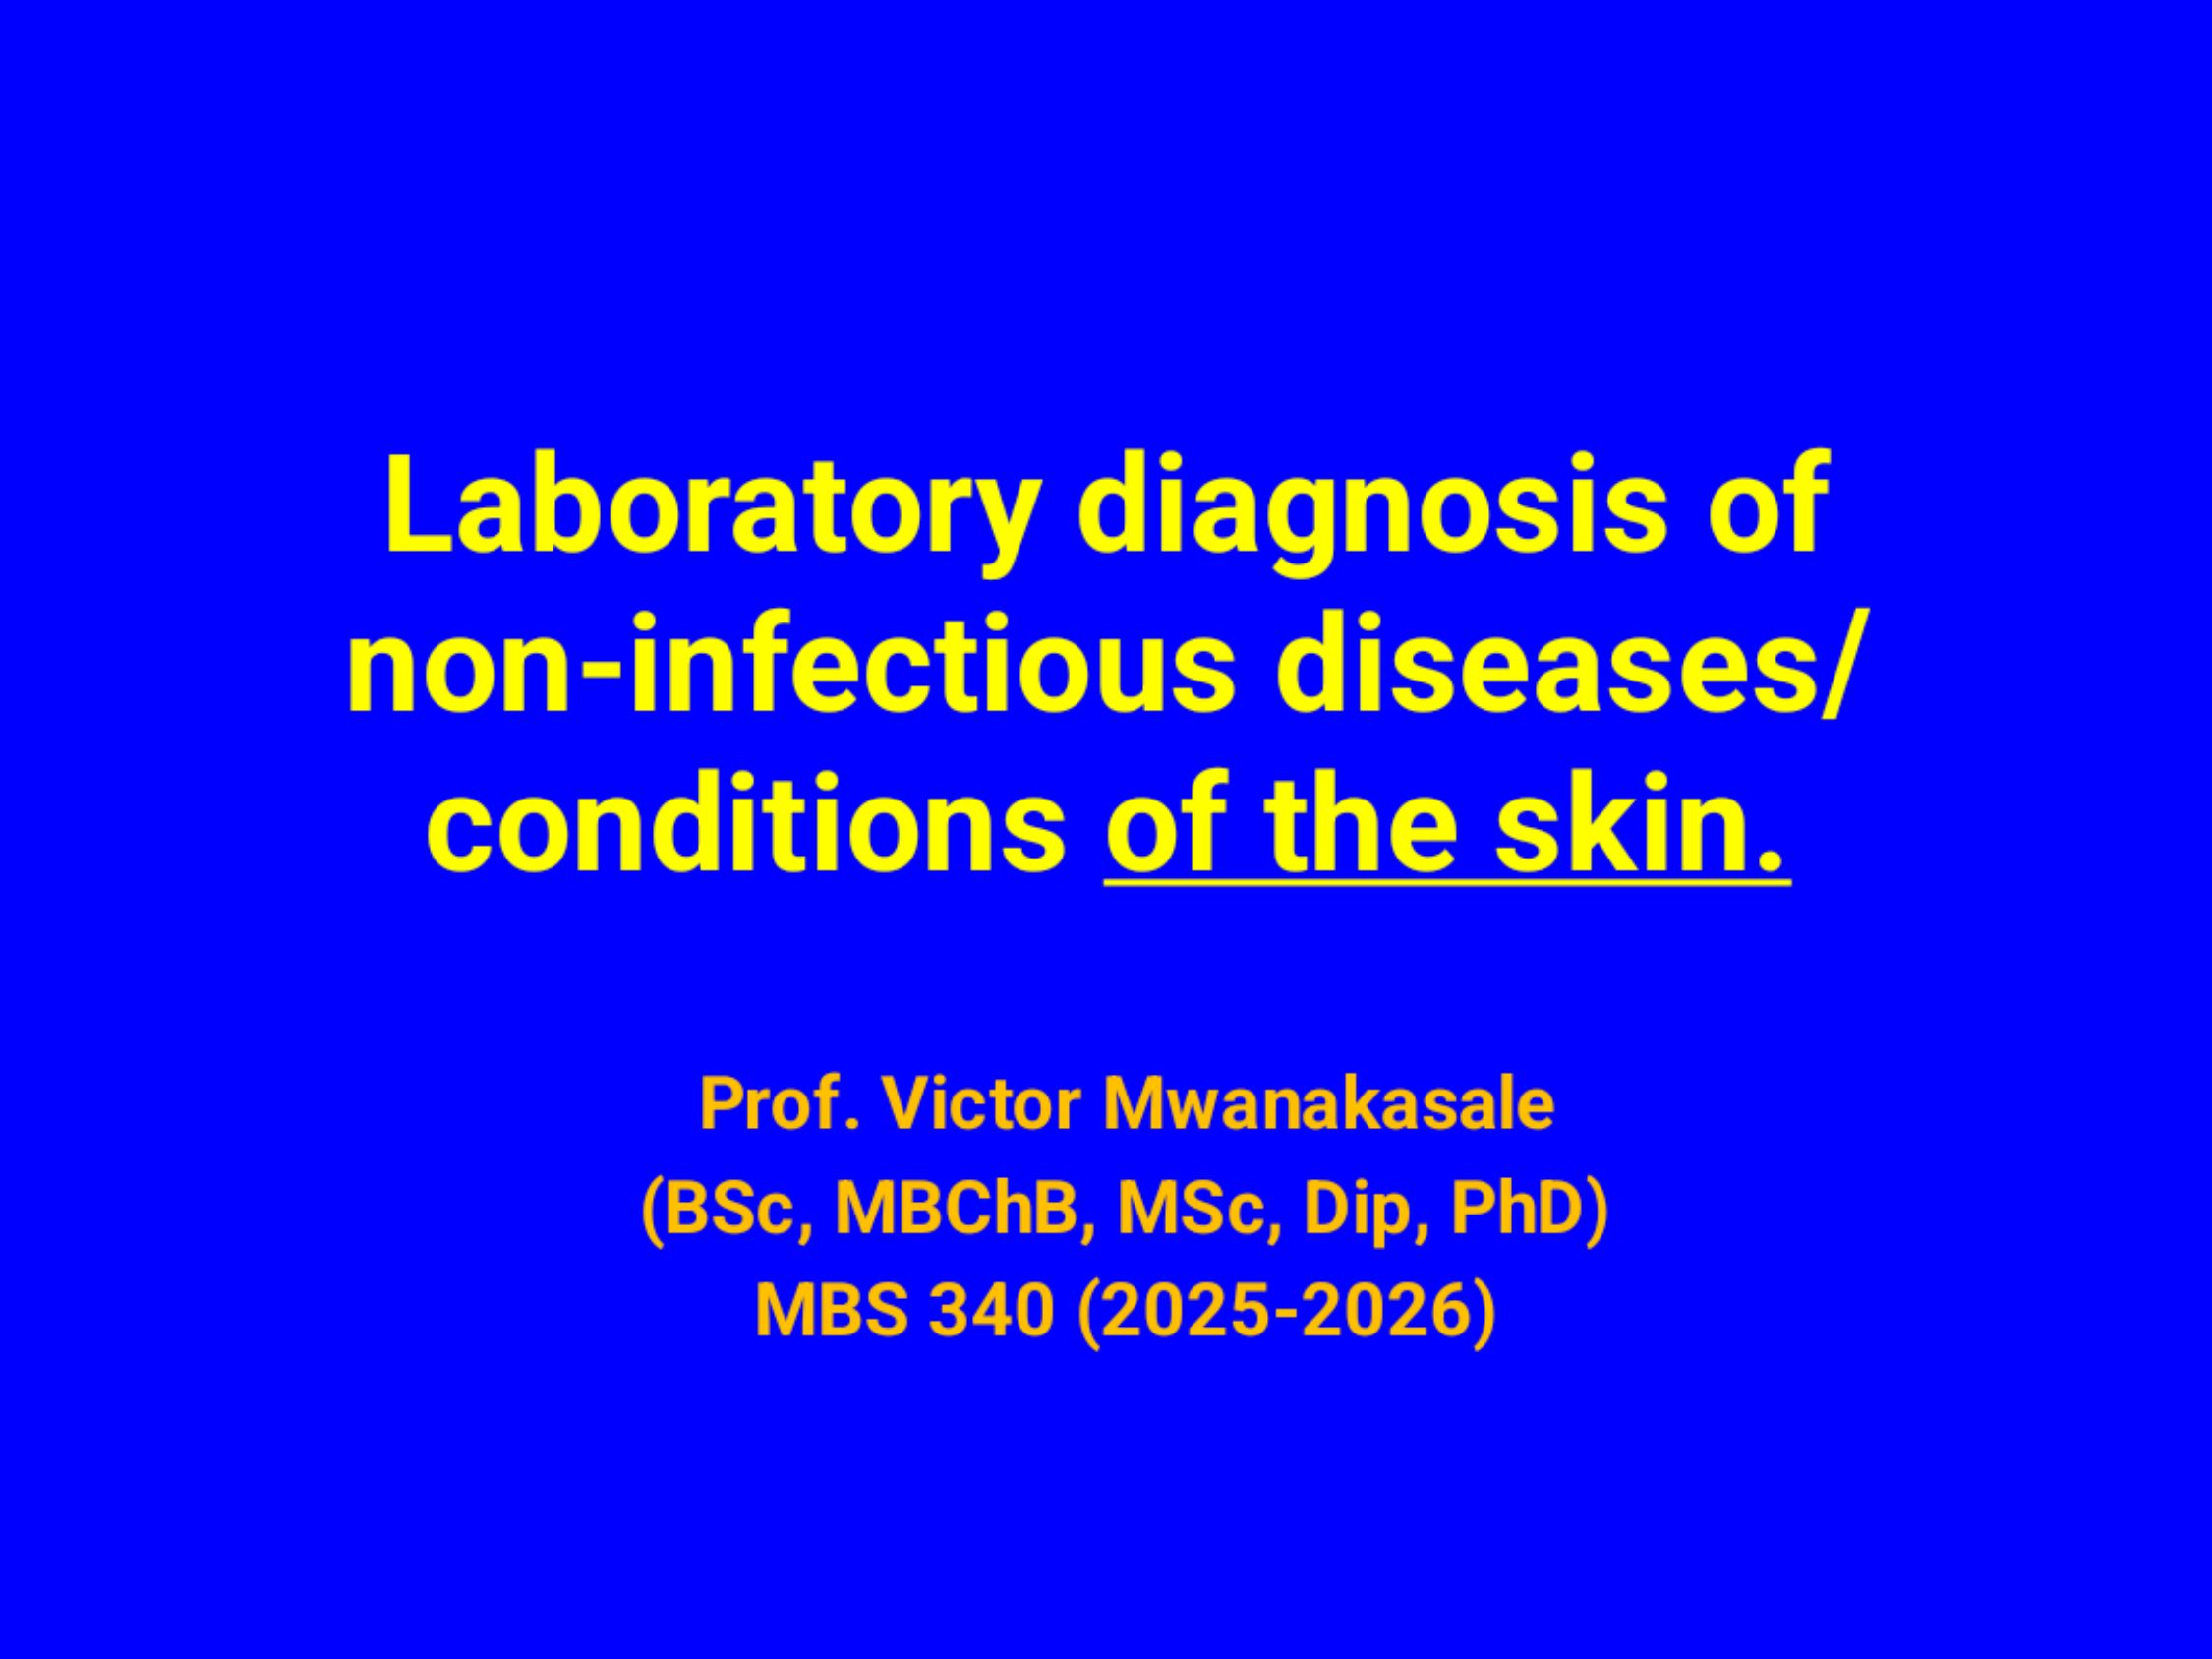 Laboratory diagnosis of
non-infectious diseases/
conditions of the skin.
Prof. Victor Mwanakasale
(BSc, MBChB, MSc, Dip, PhD)
MBS 340 (2025-2026)